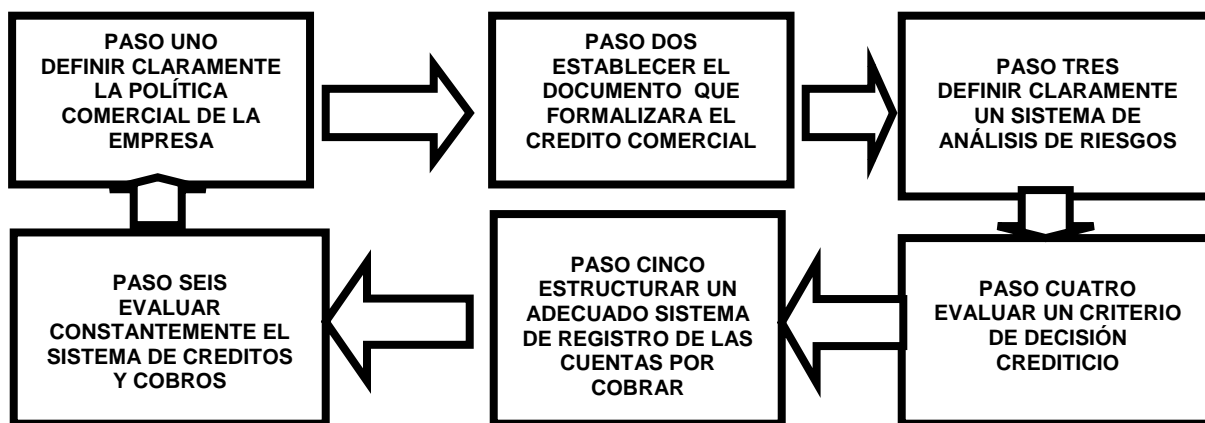 PASO UNO
DEFINIR CLARAMENTE
LA POLÍTICA
COMERCIAL DE LA
EMPRESA
PASO DOS
ESTABLECER EL
DOCUMENTO QUE
FORMALIZARA EL
CREDITO COMERCIAL
PASO TRES
DEFINIR CLARAMENTE
UN SISTEMA DE
ANÁLISIS DE RIESGOS
PASO CUATRO
EVALUAR UN CRITERIO
DE DECISIÓN
CREDITICIO
PASO CINCO
ESTRUCTURAR UN
ADECUADO SISTEMA
DE REGISTRO DE LAS
CUENTAS POR
COBRAR
PASO SEIS
EVALUAR
CONSTANTEMENTE EL
SISTEMA DE CREDITOS
Y COBROS